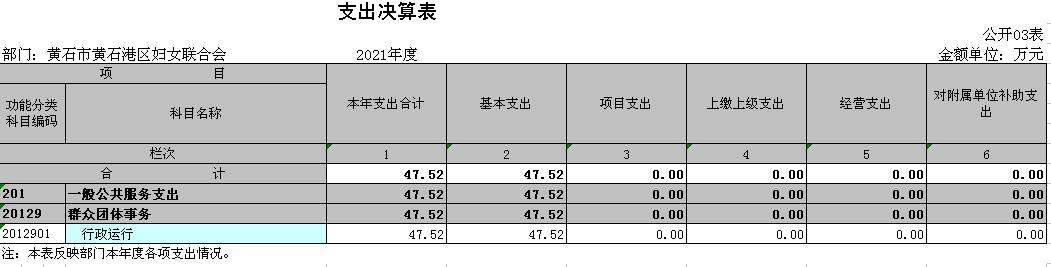 支出决算表
公开03表
部门：黄石市黄石港区妇女联合会 2021年度 金额单位：万元
项 目 本年支出合计 基本支出 项目支出 上缴上级支出 经营支出 对附属单位补助支出
功能分类科目编码 科目名称
栏次 1 2 3 4 5 6
合 计 47.52 47.52 0.00 0.00 0.00 0.00
201 一般公共服务支出 47.52 47.52 0.00 0.00 0.00 0.00
20129 群众团体事务 47.52 47.52 0.00 0.00 0.00 0.00
2012901 行政运行 47.52 47.52 0.00 0.00 0.00 0.00
注：本表反映部门本年度各项支出情况。